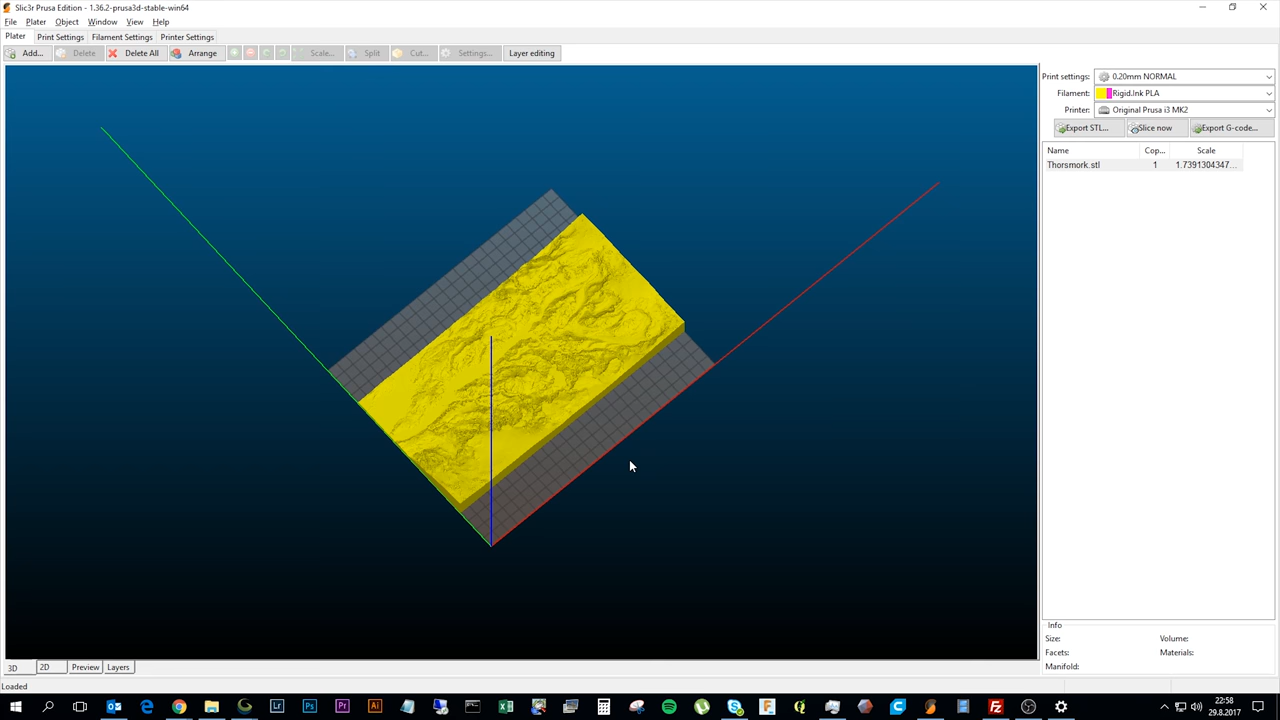 Slic3r Prusa Edition - 1.36.2-prusa3d-stable-win64
File Plater Object Window View Help
Plater Print Settings Filament Settings Printer Settings
Add... Delete Delete All Arrange Scale... Split Cut... Settings... Layer editing
Print settings: 0.20mm NORMAL
Filament: Rigid.Ink PLA
Printer: Original Prusa i3 MK2
Export STL... Slice now Export G-code...
Name Cop... Scale
Thorsmork.stl 1 1.7391304347...
Info
Size: Volume:
Facets: Materials:
Manifold:
3D 2D Preview Layers
Loaded
Lr Ps Pr Ai
22:58
29.8.2017